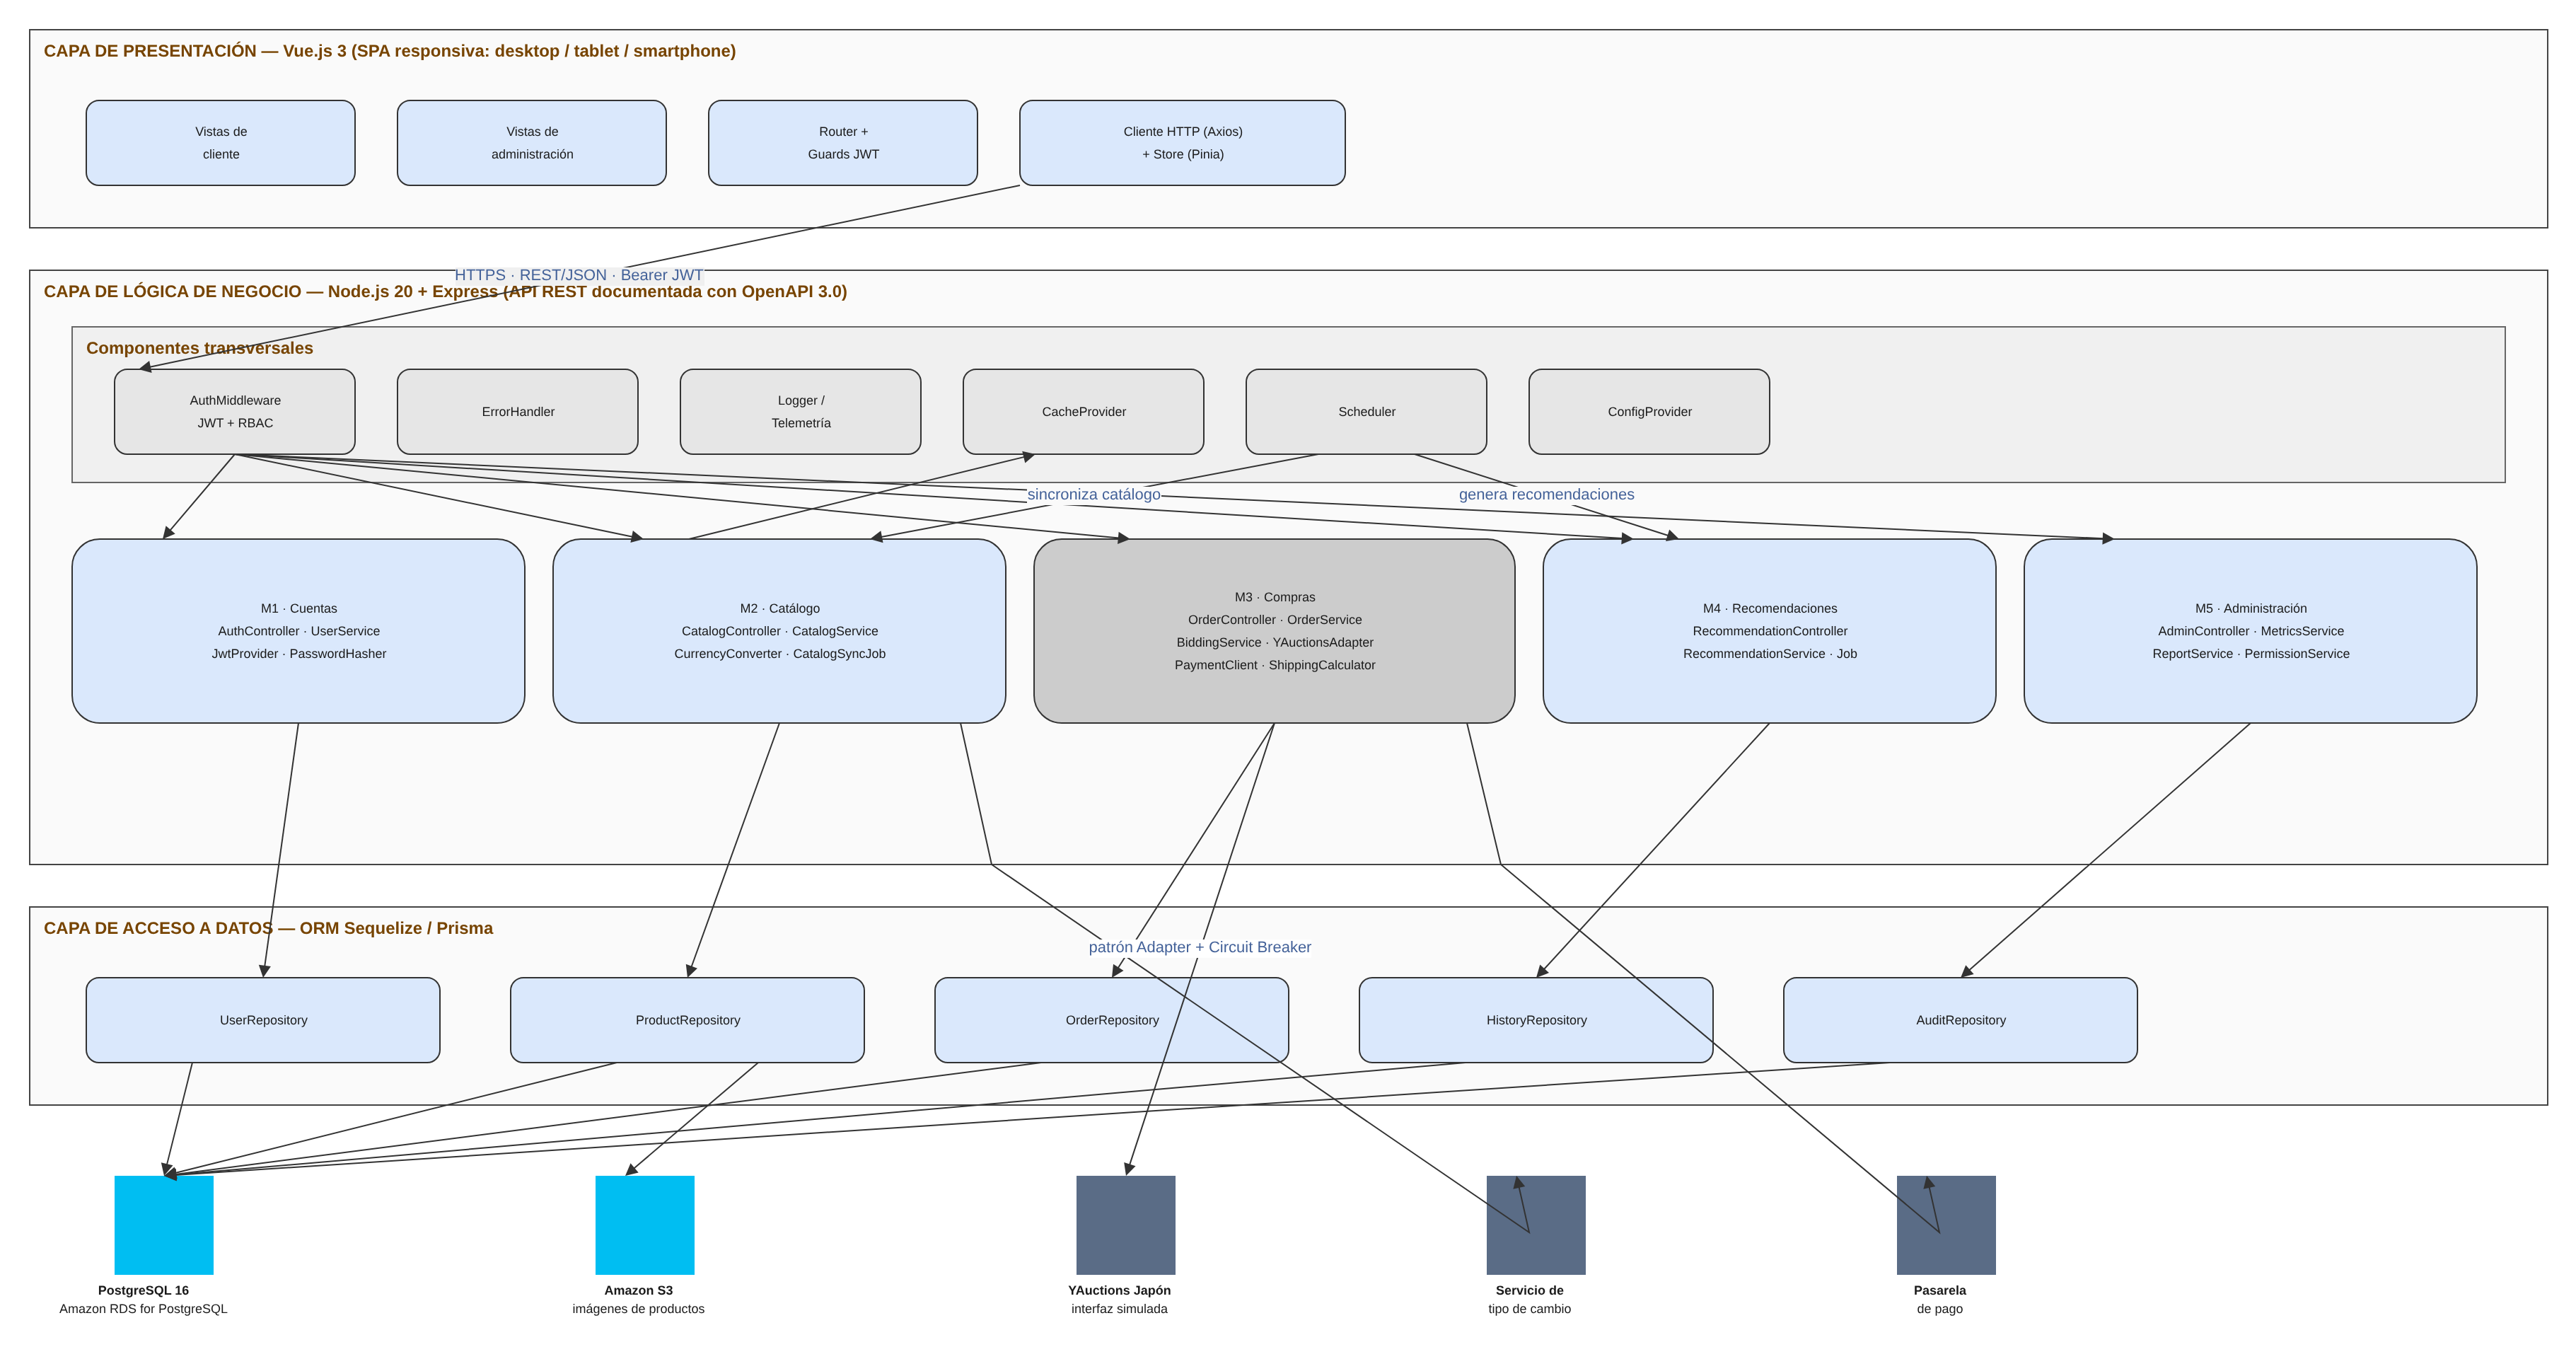 CAPA DE PRESENTACIÓN — Vue.js 3 (SPA responsiva: desktop / tablet / smartphone)
Vistas de
cliente
Vistas de
administración
Router +
Guards JWT
Cliente HTTP (Axios)
+ Store (Pinia)
HTTPS · REST/JSON · Bearer JWT
CAPA DE LÓGICA DE NEGOCIO — Node.js 20 + Express (API REST documentada con OpenAPI 3.0)
Componentes transversales
AuthMiddleware
JWT + RBAC
ErrorHandler
Logger /
Telemetría
CacheProvider
Scheduler
ConfigProvider
sincroniza catálogo
genera recomendaciones
M1 · Cuentas
AuthController · UserService
JwtProvider · PasswordHasher
M2 · Catálogo
CatalogController · CatalogService
CurrencyConverter · CatalogSyncJob
M3 · Compras
OrderController · OrderService
BiddingService · YAuctionsAdapter
PaymentClient · ShippingCalculator
M4 · Recomendaciones
RecommendationController
RecommendationService · Job
M5 · Administración
AdminController · MetricsService
ReportService · PermissionService
CAPA DE ACCESO A DATOS — ORM Sequelize / Prisma
patrón Adapter + Circuit Breaker
UserRepository
ProductRepository
OrderRepository
HistoryRepository
AuditRepository
PostgreSQL 16
Amazon RDS for PostgreSQL
Amazon S3
imágenes de productos
YAuctions Japón
interfaz simulada
Servicio de
tipo de cambio
Pasarela
de pago